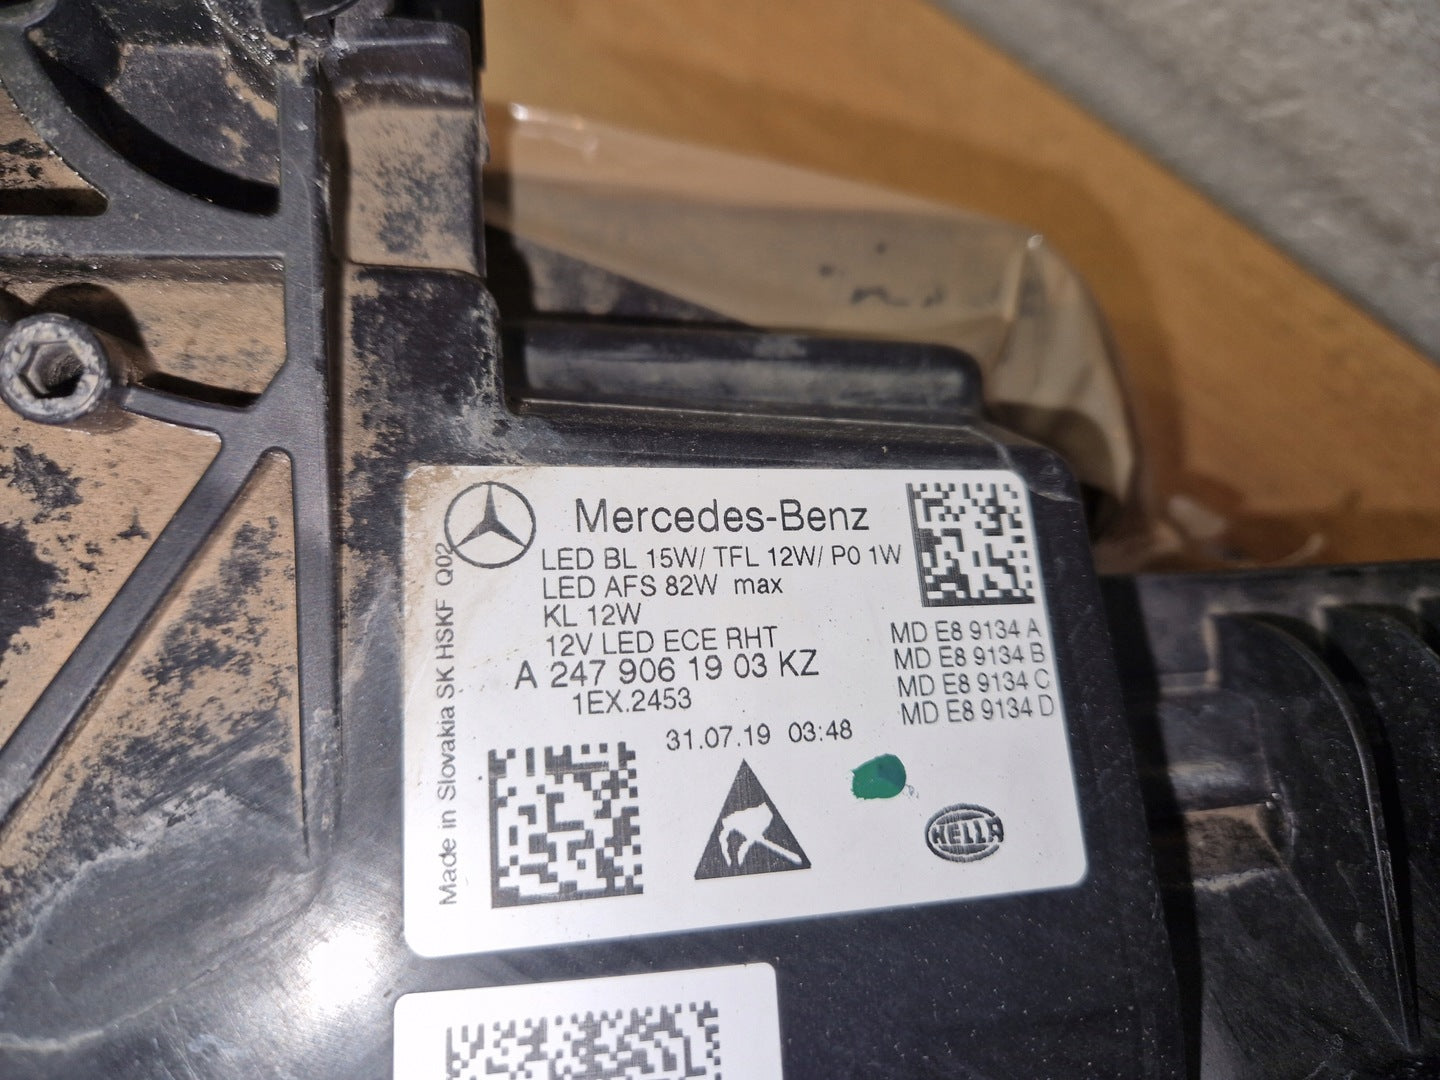 Mercedes-Benz
LED BL 15W/ TFL 12W/ PO 1W
LED AFS 82W max
KL 12W
12V LED ECE RHT
A 247 906 19 03 KZ
1EX.2453
31.07.19 03:48
MD E8 9134 A
MD E8 9134 B
MD E8 9134 C
MD E8 9134 D
HELLA
Made in Slovakia SK HSKF Q02